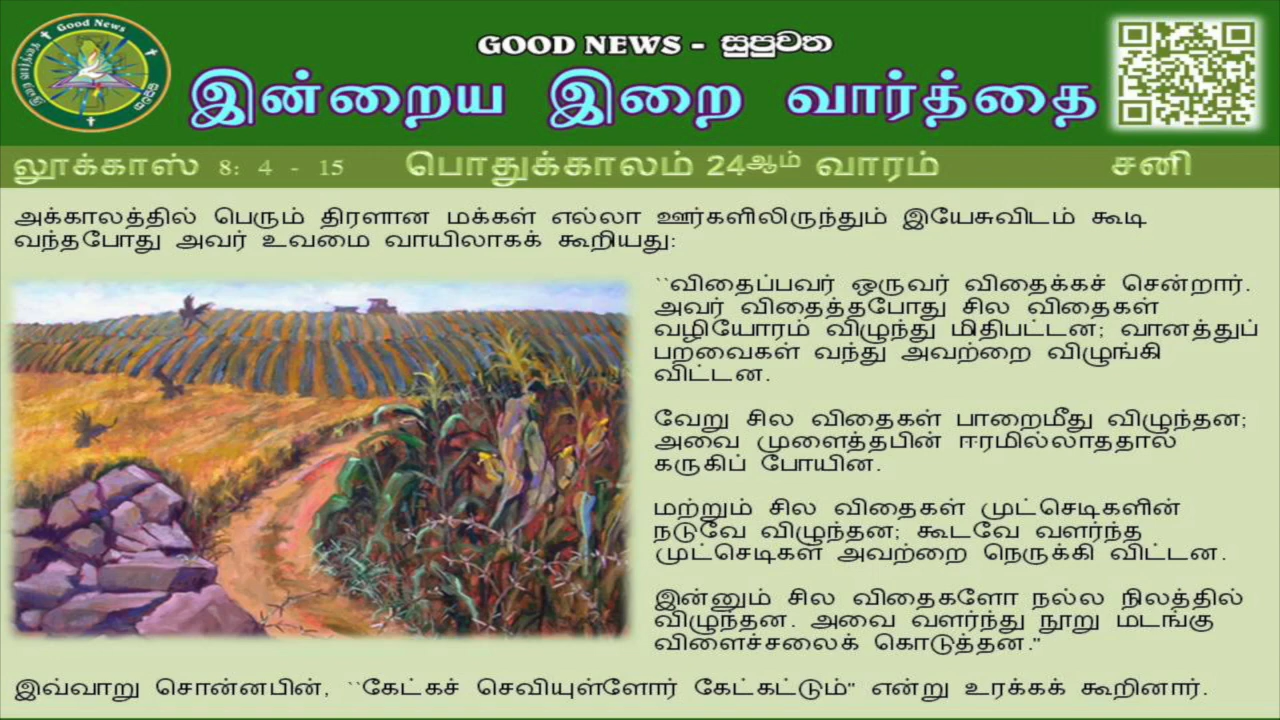 Good News
GOOD NEWS - සුපුවත
இன்றைய இறை வார்த்தை
லூக்காஸ் 8: 4 - 15 பொதுக்காலம் 24ஆம் வாரம் சனி
அக்காலத்தில் பெரும் திரளான மக்கள் எல்லா ஊர்களிலிருந்தும் இயேசுவிடம் கூடி
வந்தபோது அவர் உவமை வாயிலாகக் கூறியது:
``விதைப்பவர் ஒருவர் விதைக்கச் சென்றார்.
அவர் விதைத்தபோது சில விதைகள்
வழியோரம் விழுந்து மிதிபட்டன; வானத்துப்
பறவைகள் வந்து அவற்றை விழுங்கி
விட்டன.
வேறு சில விதைகள் பாறைமீது விழுந்தன;
அவை முளைத்தபின் ஈரமில்லாததால்
கருகிப் போயின.
மற்றும் சில விதைகள் முட்செடிகளின்
நடுவே விழுந்தன; கூடவே வளர்ந்த
முட்செடிகள் அவற்றை நெருக்கி விட்டன.
இன்னும் சில விதைகளோ நல்ல நிலத்தில்
விழுந்தன. அவை வளர்ந்து நூறு மடங்கு
விளைச்சலைக் கொடுத்தன."
இவ்வாறு சொன்னபின், ``கேட்கச் செவியுள்ளோர் கேட்கட்டும்" என்று உரக்கக் கூறினார்.